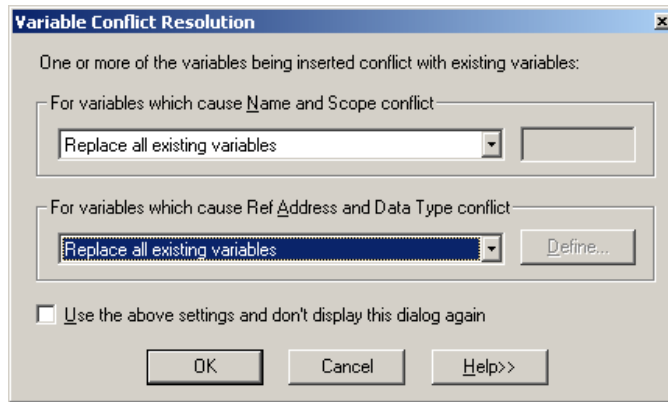 Variable Conflict Resolution
One or more of the variables being inserted conflict with existing variables:
For variables which cause Name and Scope conflict
Replace all existing variables
For variables which cause Ref Address and Data Type conflict
Replace all existing variables
Define...
Use the above settings and don't display this dialog again
OK Cancel Help>>